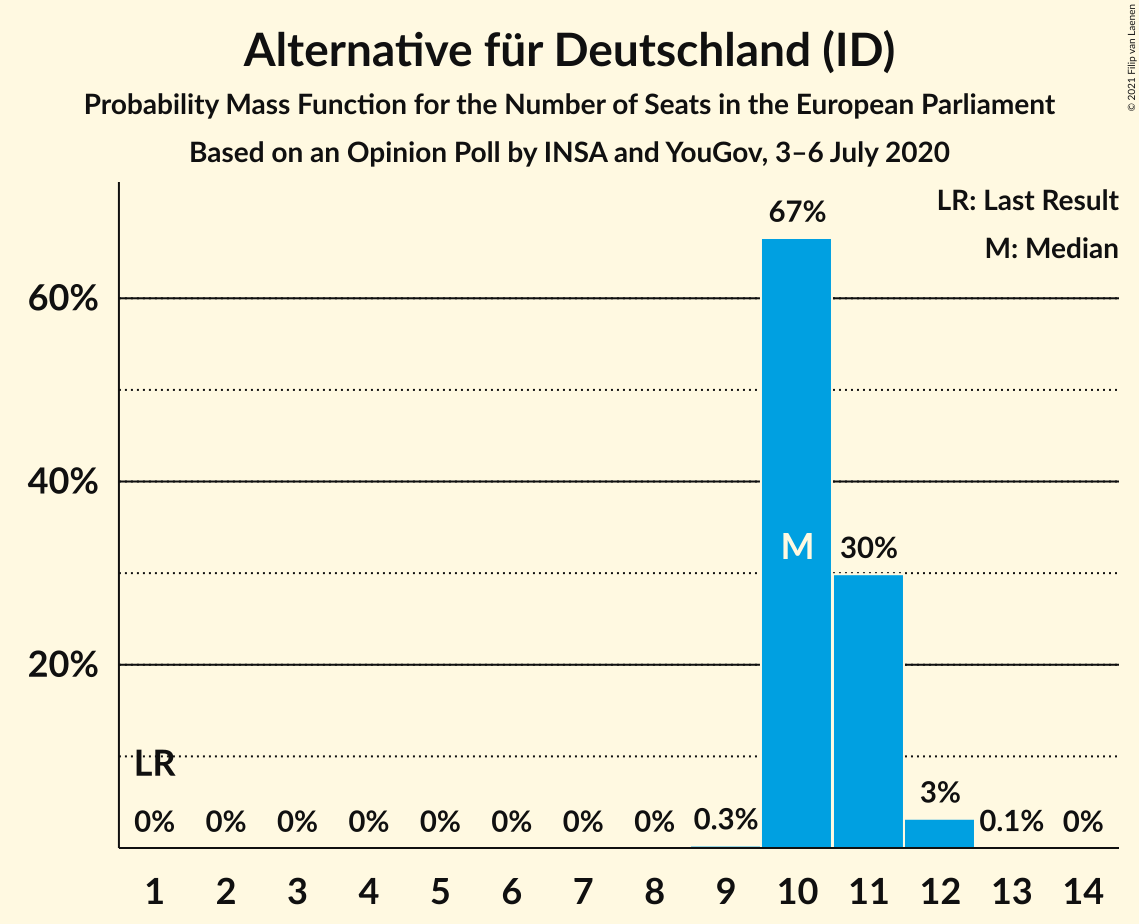 Alternative für Deutschland (ID)
Probability Mass Function for the Number of Seats in the European Parliament
Based on an Opinion Poll by INSA and YouGov, 3–6 July 2020
© 2021 Filip van Laenen
LR: Last Result
M: Median
67%
60%
40%
M
30%
20%
LR
0% 0% 0% 0% 0% 0% 0% 0% 0.3% 3% 0.1% 0%
1 2 3 4 5 6 7 8 9 10 11 12 13 14